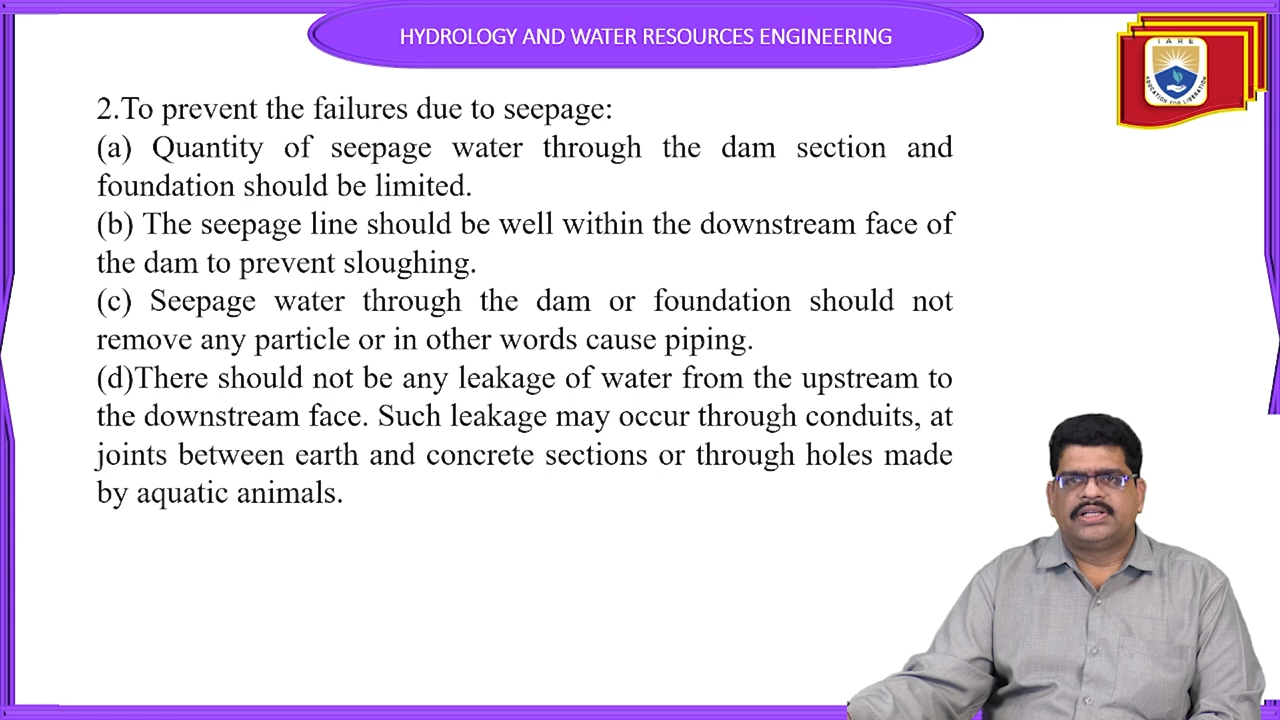 HYDROLOGY AND WATER RESOURCES ENGINEERING
IARE
EDUCATION FOR LIBERATION
2.To prevent the failures due to seepage:
(a) Quantity of seepage water through the dam section and
foundation should be limited.
(b) The seepage line should be well within the downstream face of
the dam to prevent sloughing.
(c) Seepage water through the dam or foundation should not
remove any particle or in other words cause piping.
(d)There should not be any leakage of water from the upstream to
the downstream face. Such leakage may occur through conduits, at
joints between earth and concrete sections or through holes made
by aquatic animals.